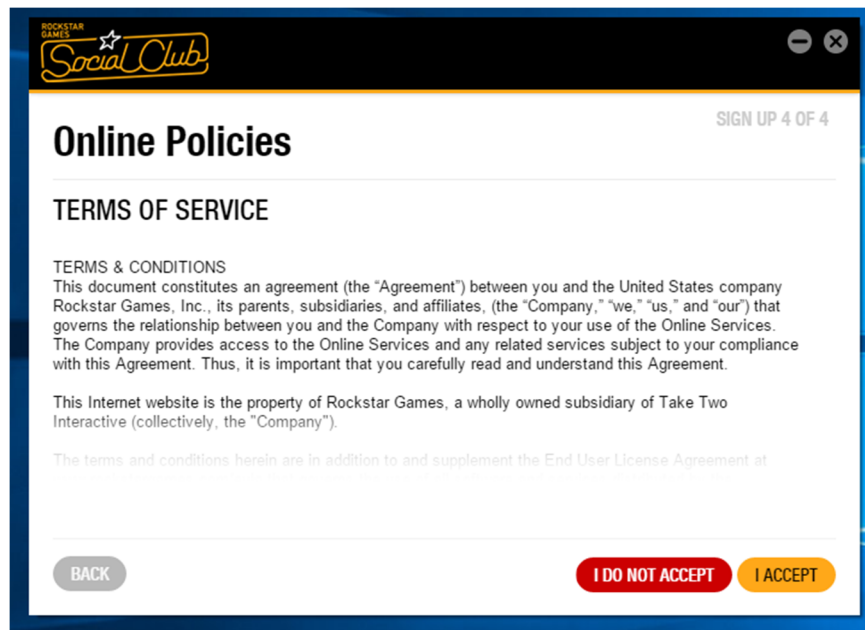 ROCKSTAR
GAMES
Social Club
SIGN UP 4 OF 4
Online Policies
TERMS OF SERVICE
TERMS & CONDITIONS
This document constitutes an agreement (the “Agreement”) between you and the United States company
Rockstar Games, Inc., its parents, subsidiaries, and affiliates, (the “Company,” “we,” “us,” and “our”) that
governs the relationship between you and the Company with respect to your use of the Online Services.
The Company provides access to the Online Services and any related services subject to your compliance
with this Agreement. Thus, it is important that you carefully read and understand this Agreement.
This Internet website is the property of Rockstar Games, a wholly owned subsidiary of Take Two
Interactive (collectively, the "Company").
The terms and conditions herein are in addition to and supplement the End User License Agreement at
BACK
I DO NOT ACCEPT
I ACCEPT